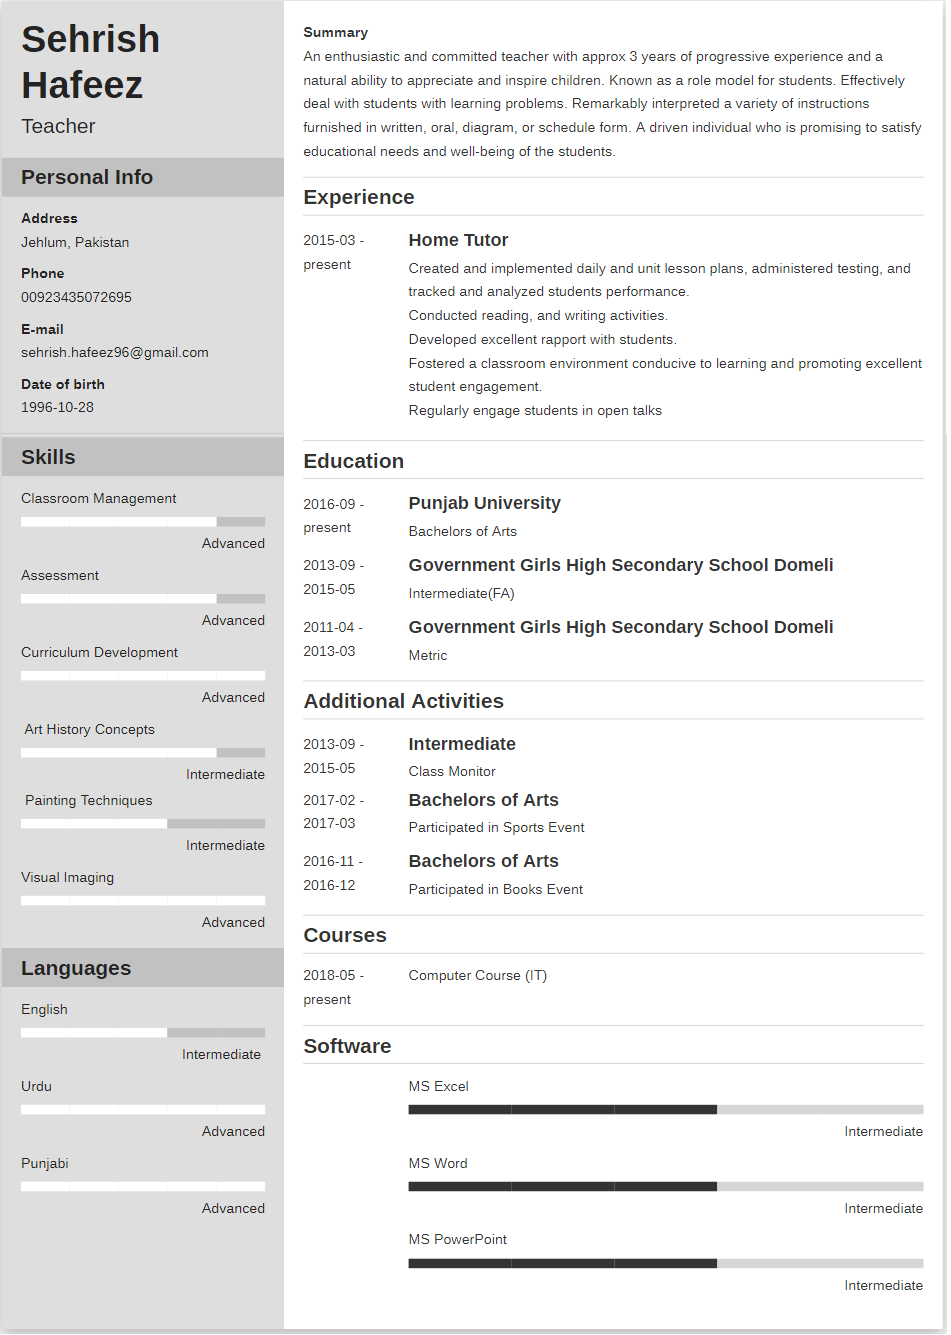 Sehrish
Hafeez
Teacher
Personal Info
Address
Jehlum, Pakistan
Phone
00923435072695
E-mail
sehrish.hafeez96@gmail.com
Date of birth
1996-10-28
Skills
Classroom Management
Advanced
Assessment
Advanced
Curriculum Development
Advanced
Art History Concepts
Intermediate
Painting Techniques
Intermediate
Visual Imaging
Advanced
Languages
English
Intermediate
Urdu
Advanced
Punjabi
Advanced
Summary
An enthusiastic and committed teacher with approx 3 years of progressive experience and a
natural ability to appreciate and inspire children. Known as a role model for students. Effectively
deal with students with learning problems. Remarkably interpreted a variety of instructions
furnished in written, oral, diagram, or schedule form. A driven individual who is promising to satisfy
educational needs and well-being of the students.
Experience
2015-03 -
present
Home Tutor
Created and implemented daily and unit lesson plans, administered testing, and
tracked and analyzed students performance.
Conducted reading, and writing activities.
Developed excellent rapport with students.
Fostered a classroom environment conducive to learning and promoting excellent
student engagement.
Regularly engage students in open talks
Education
2016-09 -
present
Punjab University
Bachelors of Arts
2013-09 -
2015-05
Government Girls High Secondary School Domeli
Intermediate(FA)
2011-04 -
2013-03
Government Girls High Secondary School Domeli
Metric
Additional Activities
2013-09 -
2015-05
Intermediate
Class Monitor
2017-02 -
2017-03
Bachelors of Arts
Participated in Sports Event
2016-11 -
2016-12
Bachelors of Arts
Participated in Books Event
Courses
2018-05 -
present
Computer Course (IT)
Software
MS Excel
Intermediate
MS Word
Intermediate
MS PowerPoint
Intermediate